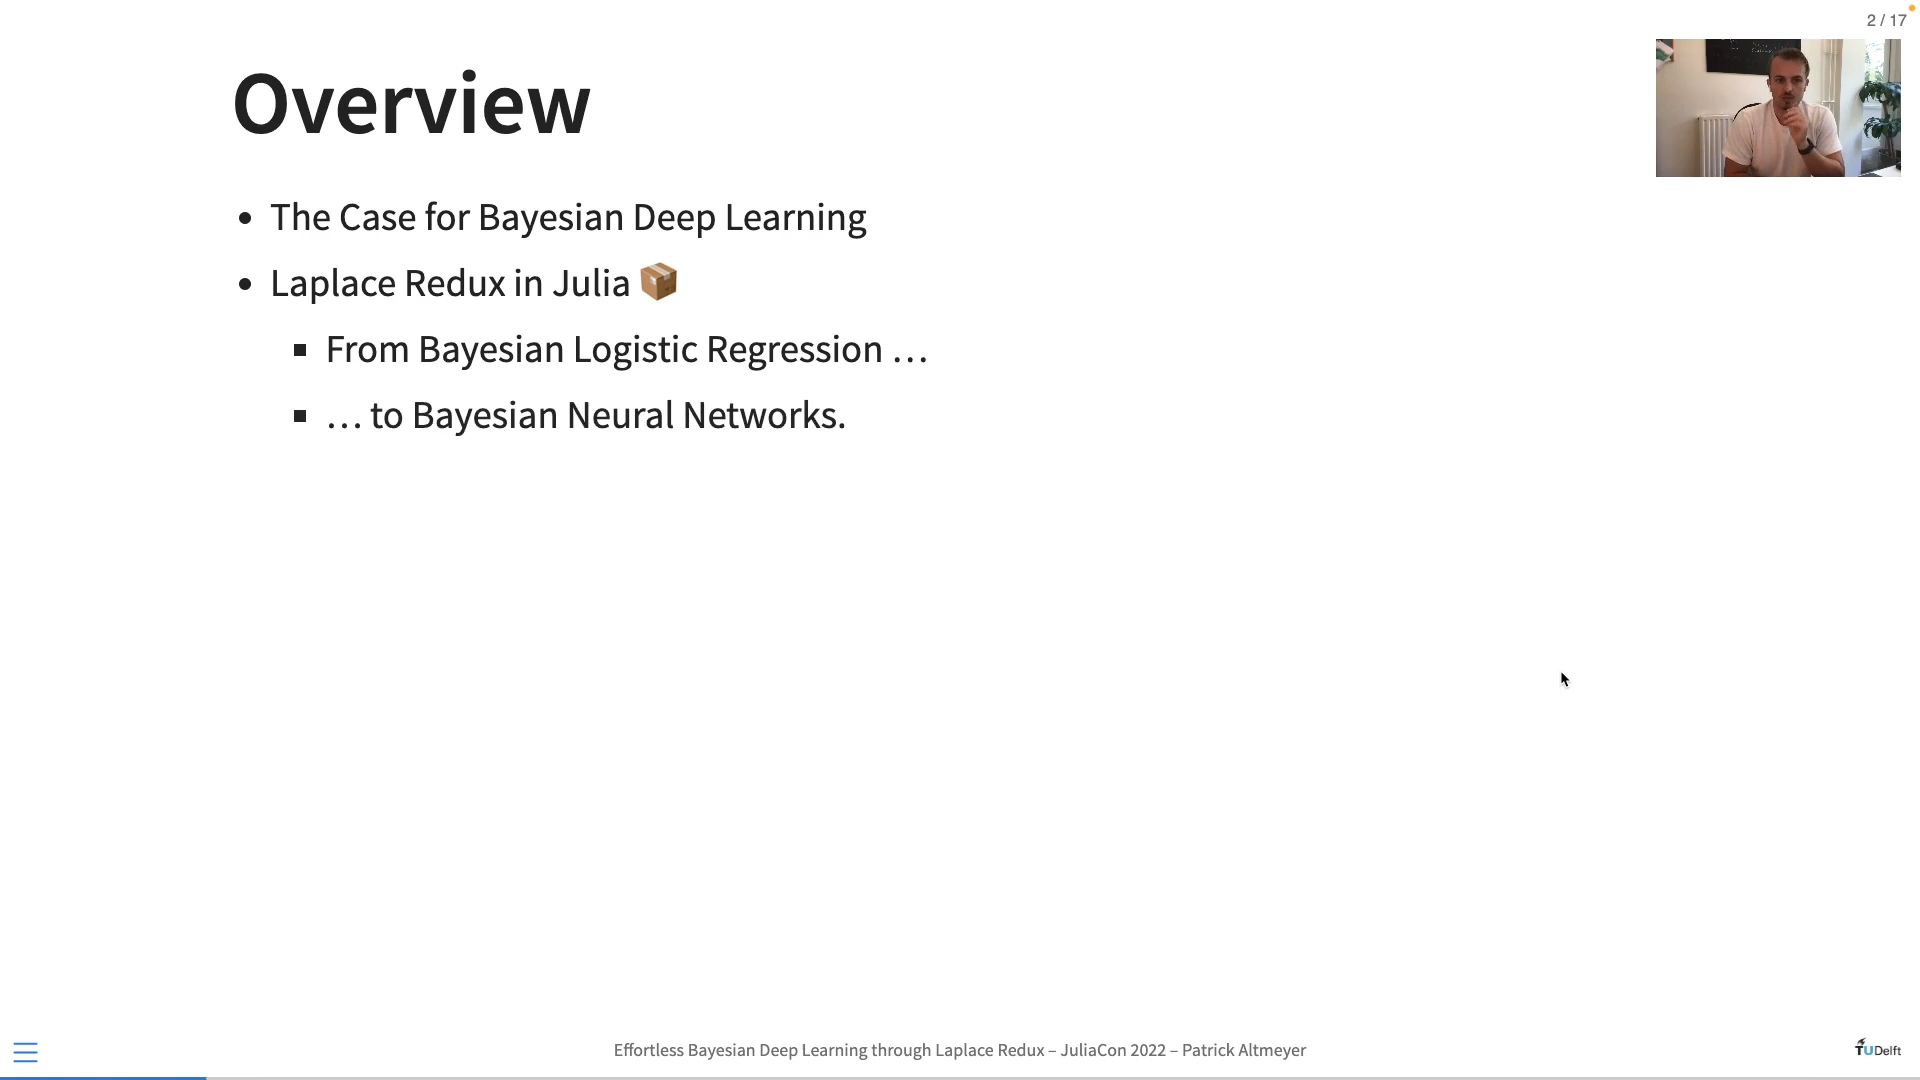 2 / 17
Overview
The Case for Bayesian Deep Learning
Laplace Redux in Julia 📦
From Bayesian Logistic Regression …
… to Bayesian Neural Networks.
Effortless Bayesian Deep Learning through Laplace Redux – JuliaCon 2022 – Patrick Altmeyer
TUDelft